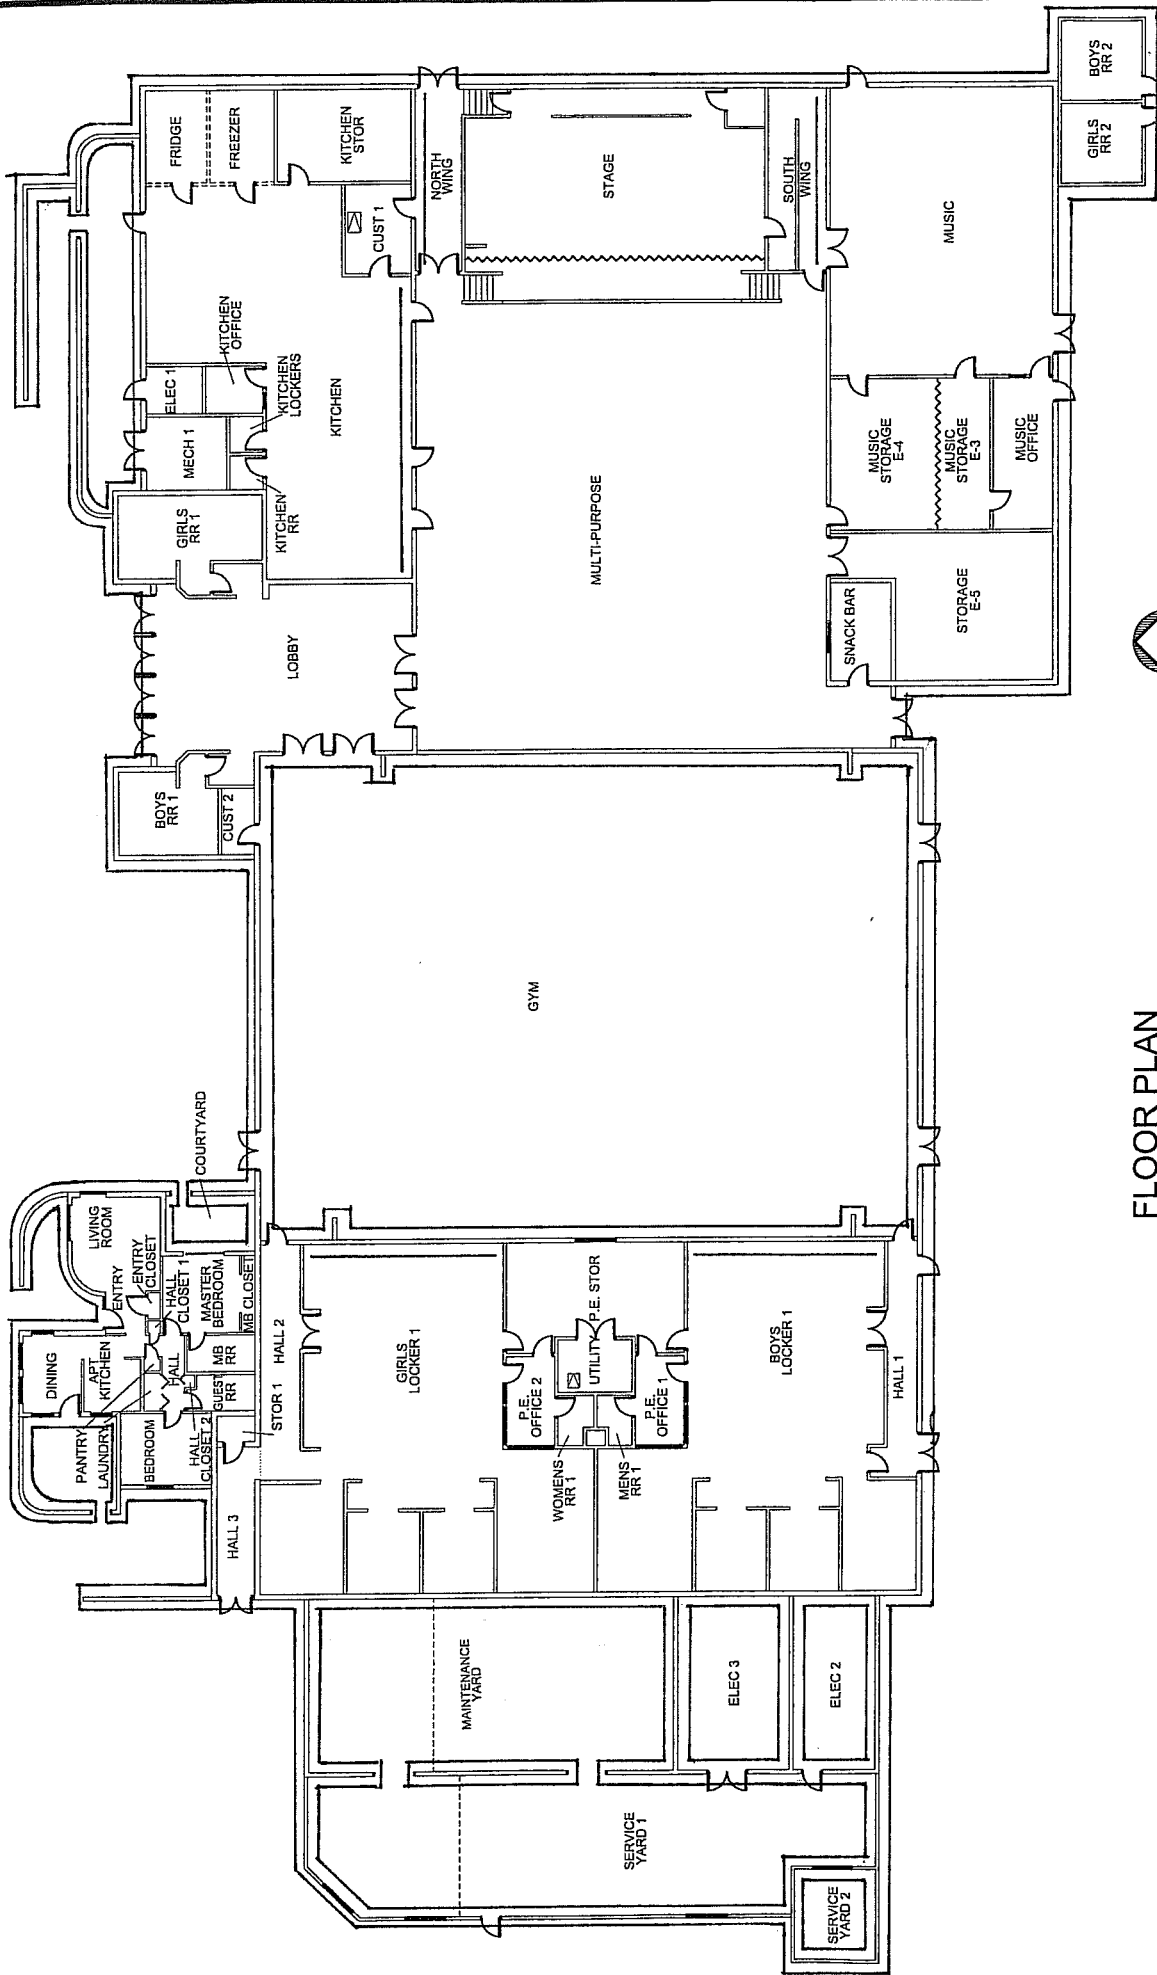 BOYS
RR 2
GIRLS
RR 2
FRIDGE
FREEZER
KITCHEN
STOR
NORTH
WING
STAGE
SOUTH
WING
MUSIC
CUST 1
KITCHEN
OFFICE
ELEC 1
KITCHEN
LOCKERS
KITCHEN
MECH 1
KITCHEN
RR
GIRLS
RR 1
MULTI-PURPOSE
MUSIC
STORAGE
E-4
MUSIC
STORAGE
E-3
MUSIC
OFFICE
SNACK BAR
STORAGE
E-5
LOBBY
BOYS
RR 1
CUST 2
GYM
COURTYARD
LIVING
ROOM
ENTRY
ENTRY
CLOSET
HALL
CLOSET 1
MASTER
BEDROOM
MB CLOSET
DINING
APT
KITCHEN
HALL
MB
RR
GUEST
RR
PANTRY
LAUNDRY
BEDROOM
HALL
CLOSET 2
STOR 1
HALL 2
HALL 3
GIRLS
LOCKER 1
P.E. STOR
UTILITY
P.E.
OFFICE 2
P.E.
OFFICE 1
WOMENS
RR 1
MENS
RR 1
BOYS
LOCKER 1
HALL 1
MAINTENANCE
YARD
ELEC 3
ELEC 2
SERVICE
YARD 1
SERVICE
YARD 2
FLOOR PLAN